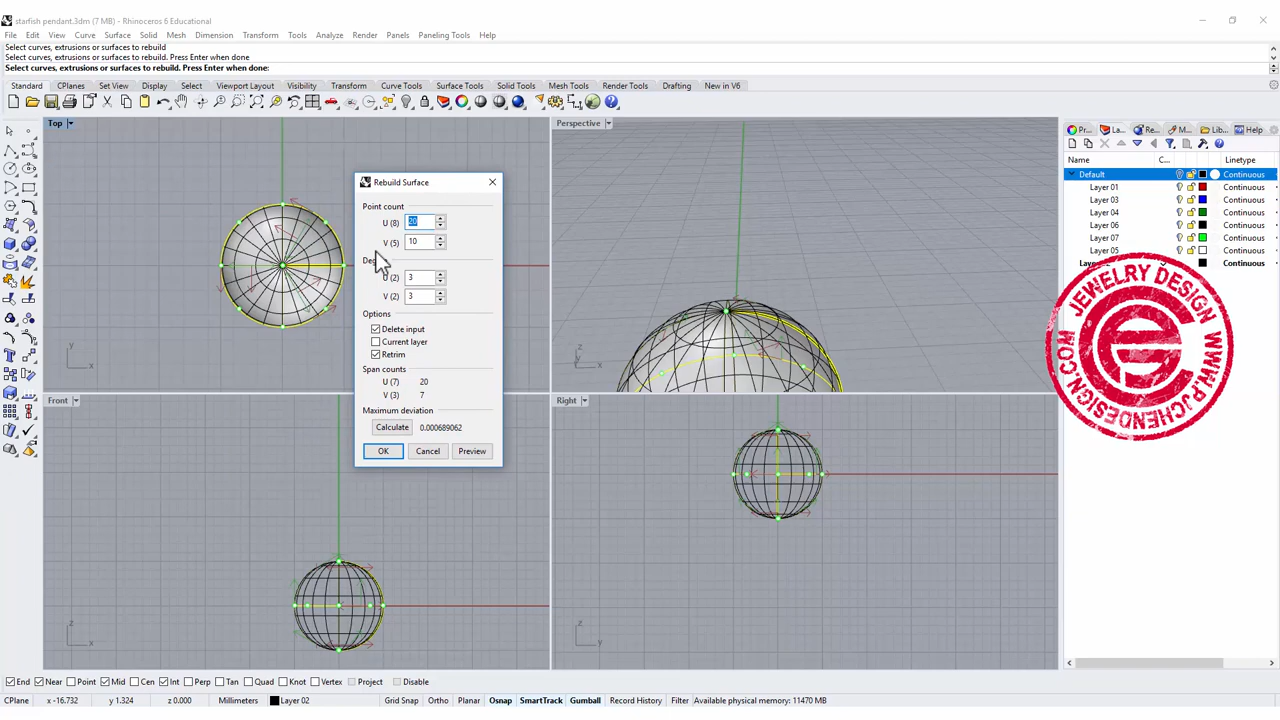 starfish pendant.3dm (7 MB) - Rhinoceros 6 Educational
File Edit View Curve Surface Solid Mesh Dimension Transform Tools Analyze Render Panels Paneling Tools Help
Select curves, extrusions or surfaces to rebuild
Select curves, extrusions or surfaces to rebuild. Press Enter when done
Select curves, extrusions or surfaces to rebuild. Press Enter when done:
Standard CPlanes Set View Display Select Viewport Layout Visibility Transform Curve Tools Surface Tools Solid Tools Mesh Tools Render Tools Drafting New in V6
Top
Perspective
Pr... La... Re... M... Lib... Help
Name C... Linetype
Default Continuous
Layer 01 Continuous
Layer 03 Continuous
Layer 04 Continuous
Layer 06 Continuous
Layer 07 Continuous
Layer 05 Continuous
Continuous
Rebuild Surface
Point count
U (8) 20
V (5) 10
U (2) 3
V (2) 3
Options
Delete input
Current layer
Retrim
Span counts
U (7) 20
V (3) 7
Maximum deviation
Calculate 0.000689062
OK Cancel Preview
JEWELRY DESIGN
WWW.PJCHENDESIGN.COM
y
x
z
Front
Right
z
x
z
y
End Near Point Mid Cen Int Perp Tan Quad Knot Vertex Project Disable
CPlane x -16.732 y 1.324 z 0.000 Millimeters Layer 02 Grid Snap Ortho Planar Osnap SmartTrack Gumball Record History Filter Available physical memory: 11470 MB